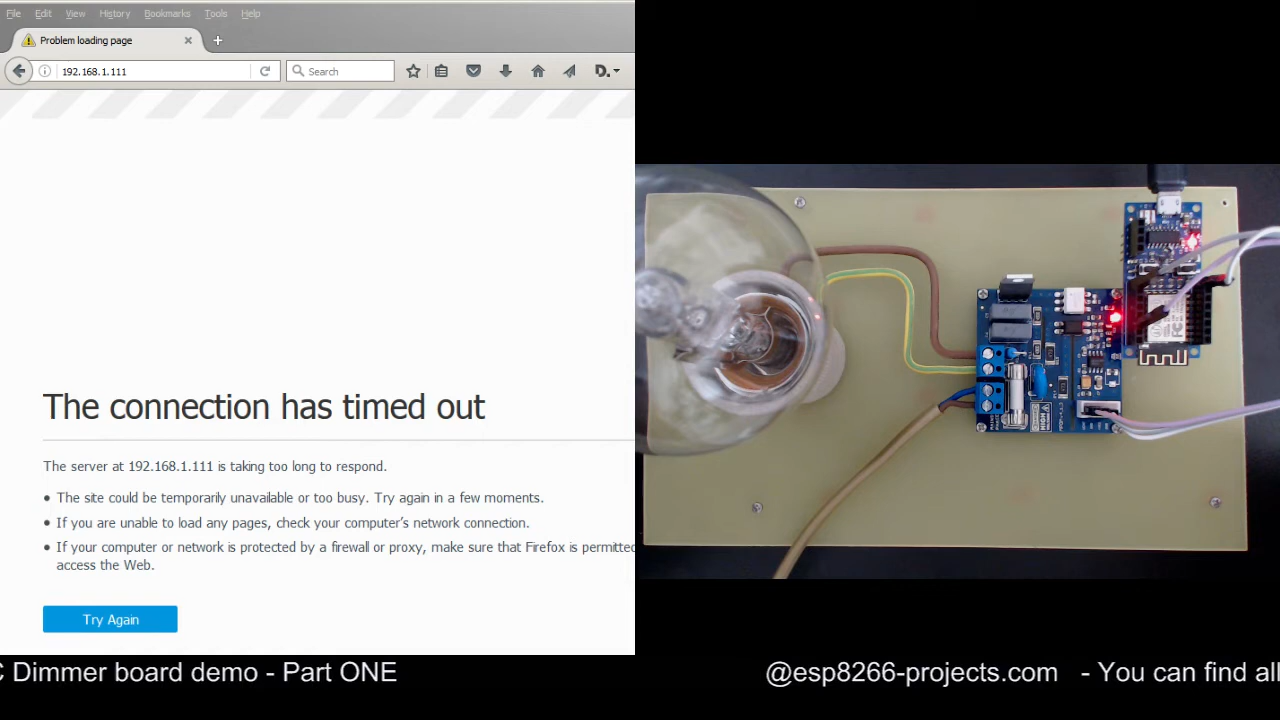 File Edit View History Bookmarks Tools Help
Problem loading page
192.168.1.111
Search
D.
The connection has timed out
The server at 192.168.1.111 is taking too long to respond.
The site could be temporarily unavailable or too busy. Try again in a few moments.
If you are unable to load any pages, check your computer's network connection.
If your computer or network is protected by a firewall or proxy, make sure that Firefox is permitted
access the Web.
Try Again
C Dimmer board demo - Part ONE
@esp8266-projects.com - You can find all